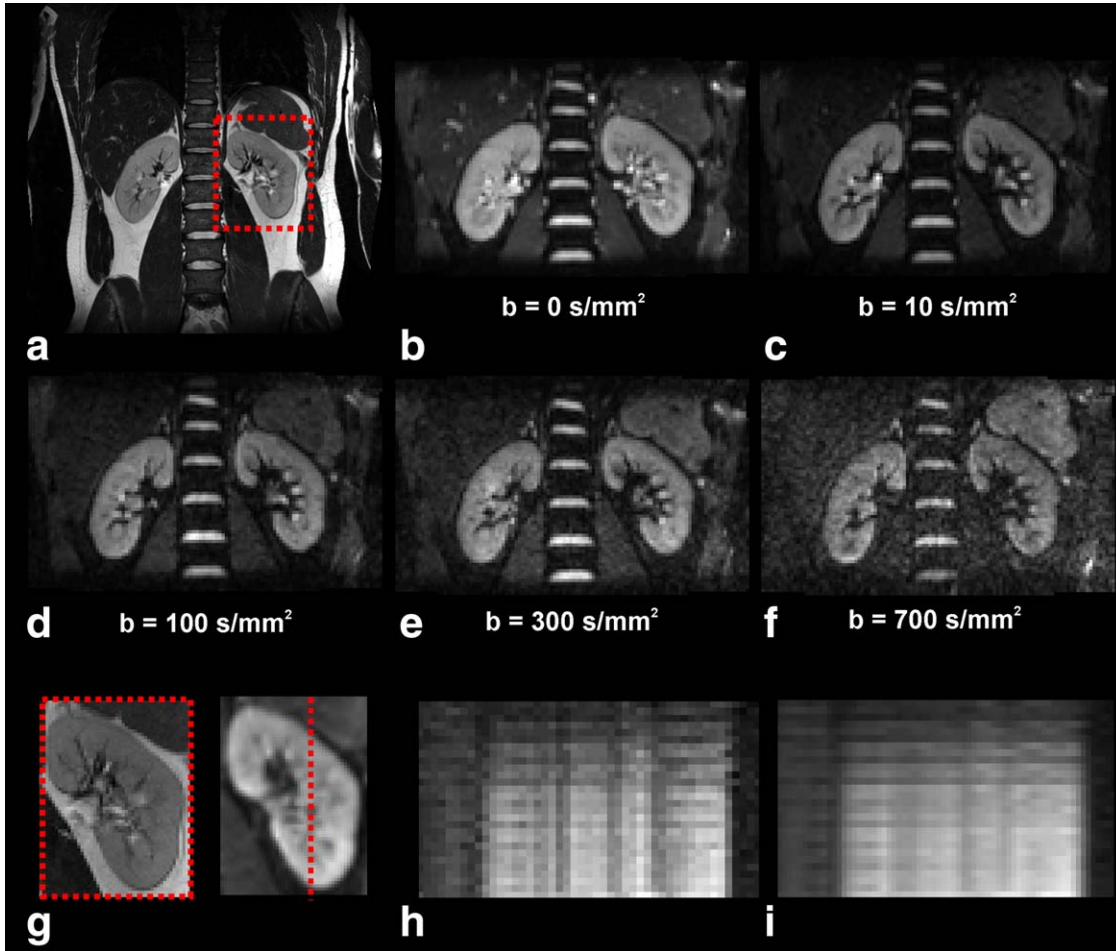 a
b = 0 s/mm²
b
b = 10 s/mm²
c
b = 100 s/mm²
d
b = 300 s/mm²
e
b = 700 s/mm²
f
g
h
i